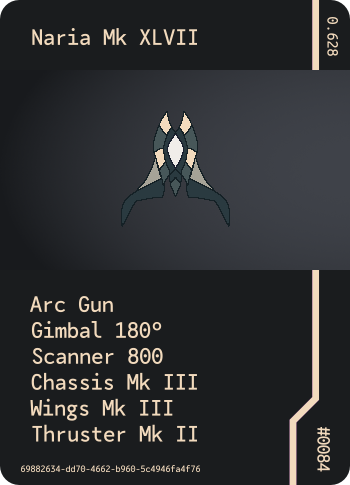 Naria Mk XLVII
0.628
Arc Gun
Gimbal 180°
Scanner 800
Chassis Mk III
Wings Mk III
Thruster Mk II
#0084
69882634-dd70-4662-b960-5c4946fa4f76